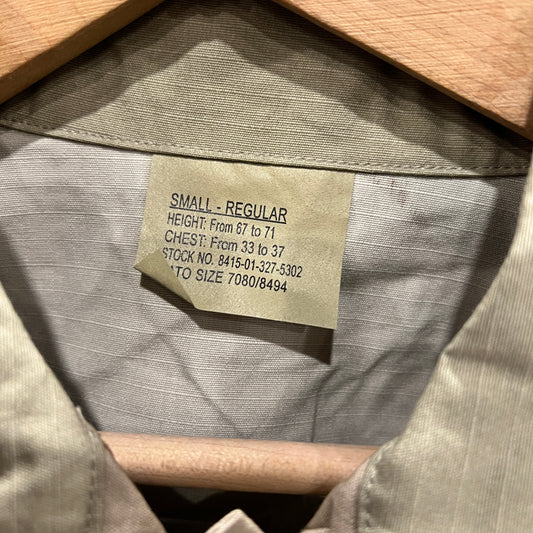 SMALL - REGULAR
HEIGHT: From 67 to 71
CHEST: From 33 to 37
STOCK NO. 8415-01-327-5302
ATO SIZE 7080/8494